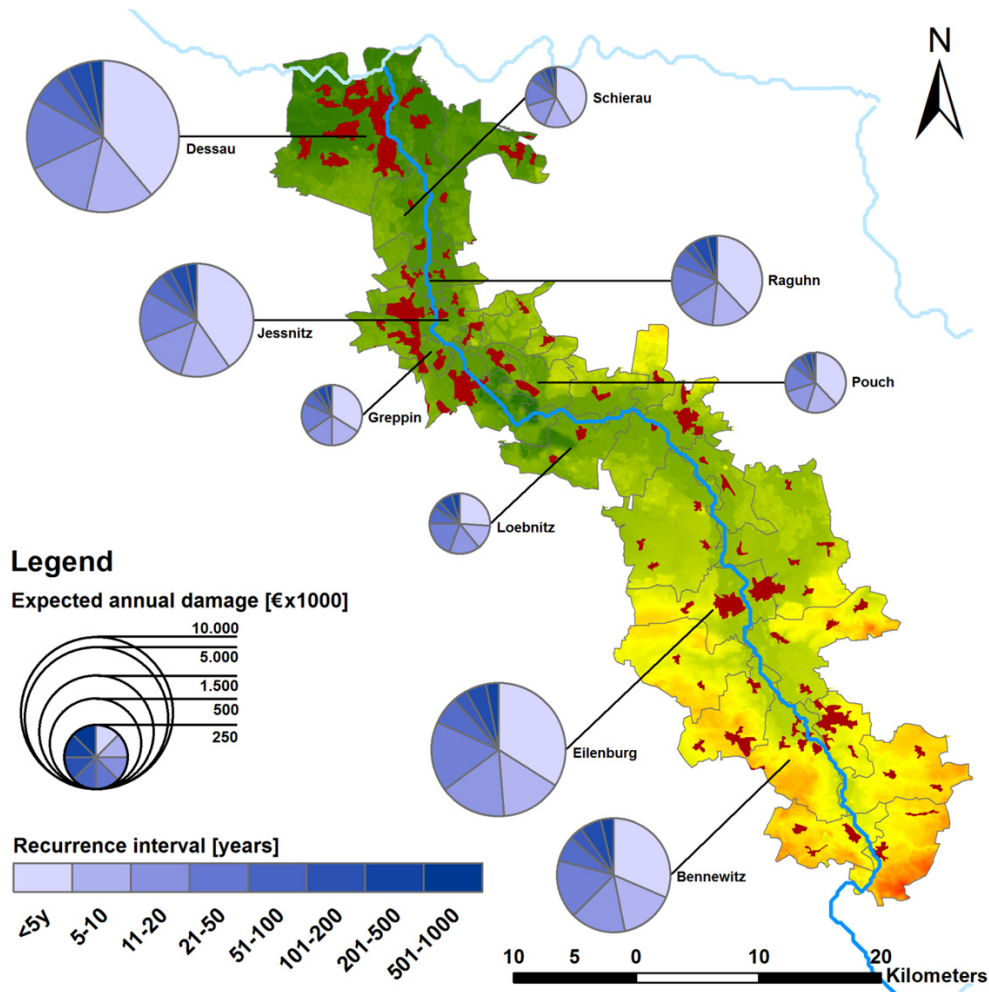 N
Schierau
Dessau
Raguhn
Jessnitz
Pouch
Greppin
Loebnitz
Legend
Expected annual damage [€x1000]
10.000
5.000
1.500
500
250
Eilenburg
Recurrence interval [years]
Bennewitz
<5y
5-10
11-20
21-50
51-100
101-200
201-500
501-1000
10 5 0 10 20
Kilometers